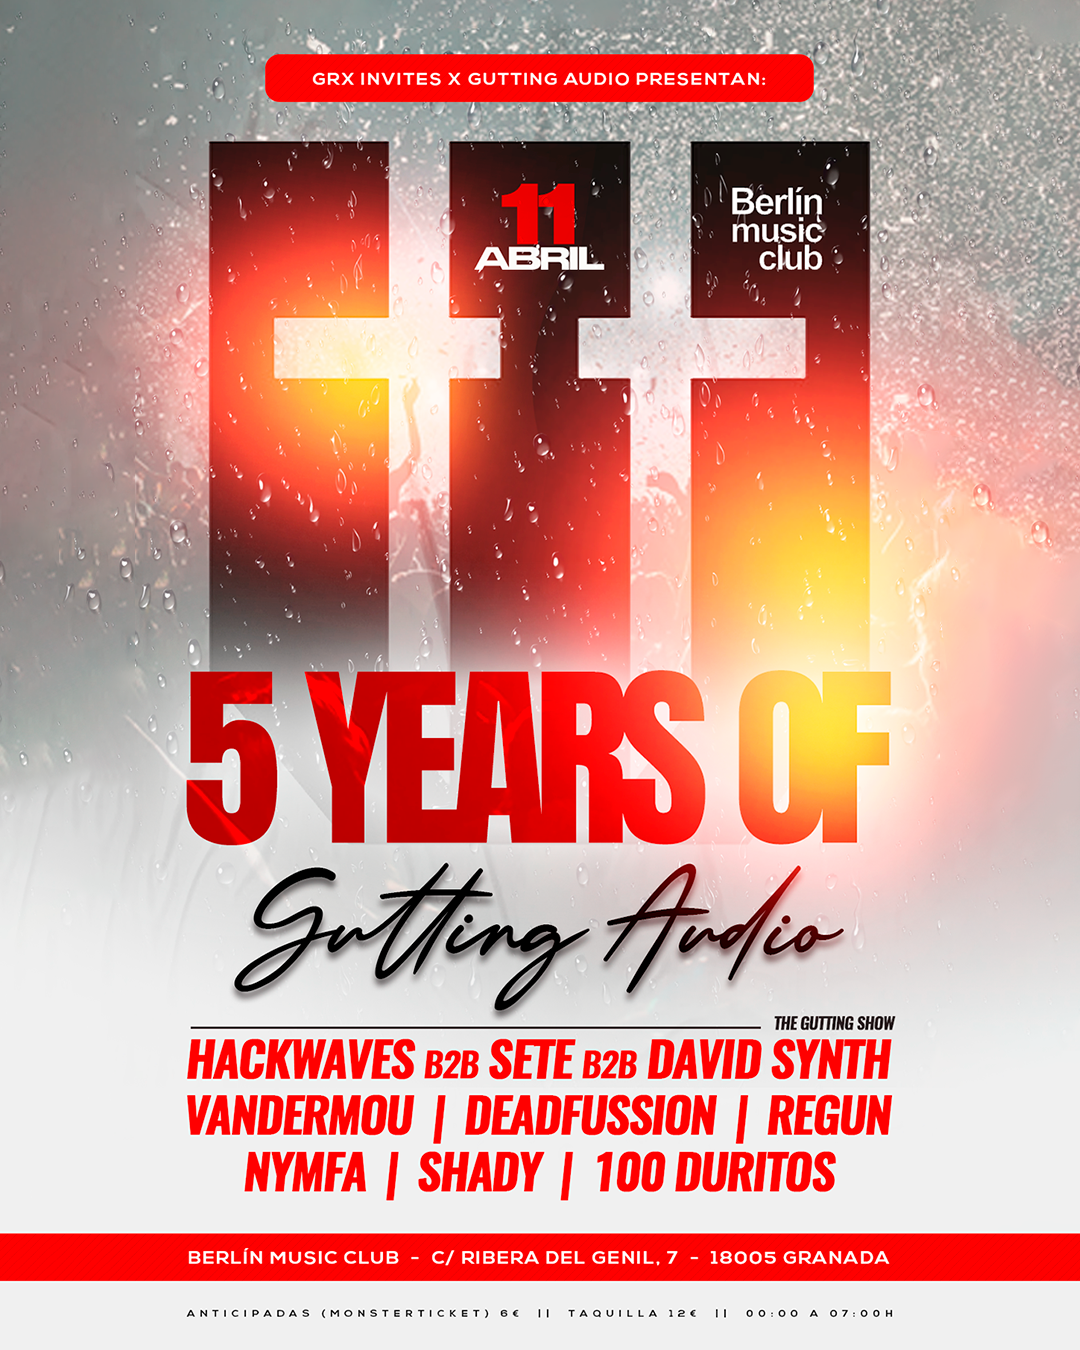 GRX INVITES X GUTTING AUDIO PRESENTAN:
11
ABRIL
Berlín
music
club
5 YEARS OF
Gutting Audio
THE GUTTING SHOW
HACKWAVES B2B SETE B2B DAVID SYNTH
VANDERMOU | DEADFUSSION | REGUN
NYMFA | SHADY | 100 DURITOS
BERLÍN MUSIC CLUB - C/ RIBERA DEL GENIL, 7 - 18005 GRANADA
ANTICIPADAS (MONSTERTICKET) 6€ || TAQUILLA 12€ || 00:00 A 07:00H